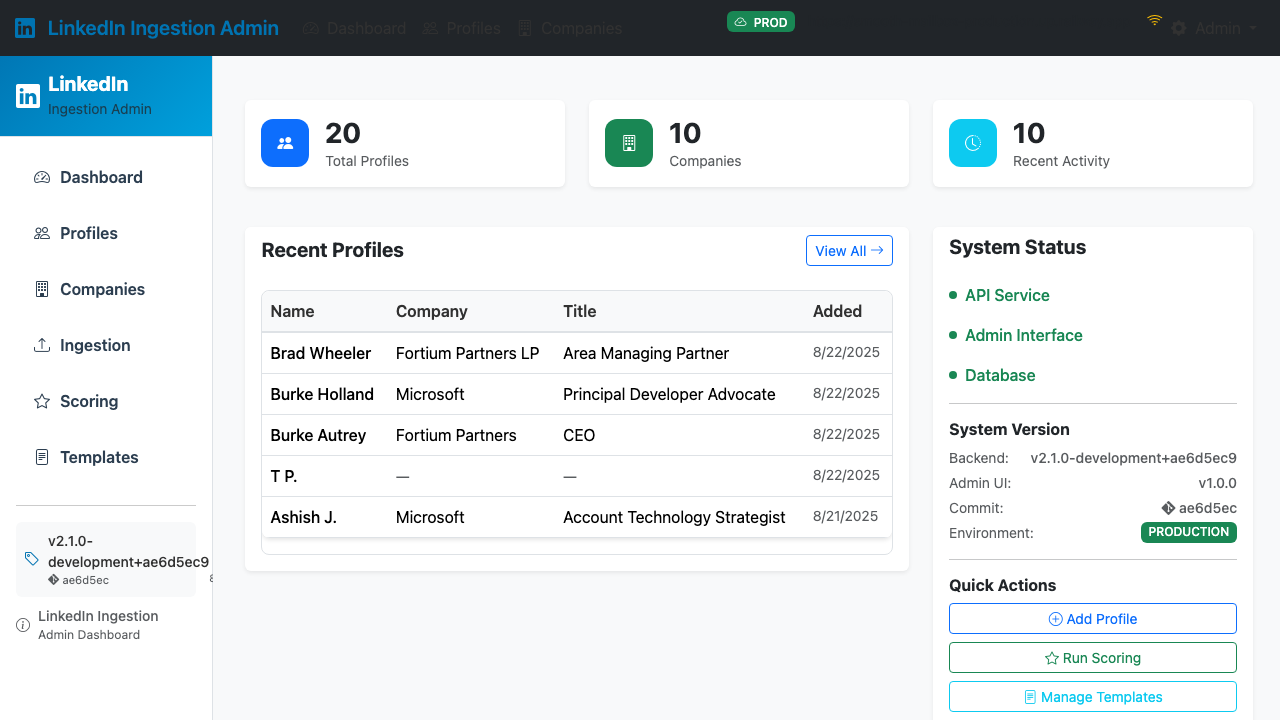 LinkedIn Ingestion Admin Dashboard Profiles Companies PROD Admin
LinkedIn
Ingestion Admin
Dashboard
Profiles
Companies
Ingestion
Scoring
Templates
v2.1.0-
development+ae6d5ec9
ae6d5ec
LinkedIn Ingestion
Admin Dashboard
20
Total Profiles
10
Companies
10
Recent Activity
Recent Profiles View All
Name Company Title Added
Brad Wheeler Fortium Partners LP Area Managing Partner 8/22/2025
Burke Holland Microsoft Principal Developer Advocate 8/22/2025
Burke Autrey Fortium Partners CEO 8/22/2025
T P. — — 8/22/2025
Ashish J. Microsoft Account Technology Strategist 8/21/2025
System Status
API Service
Admin Interface
Database
System Version
Backend: v2.1.0-development+ae6d5ec9
Admin UI: v1.0.0
Commit: ae6d5ec
Environment: PRODUCTION
Quick Actions
Add Profile
Run Scoring
Manage Templates